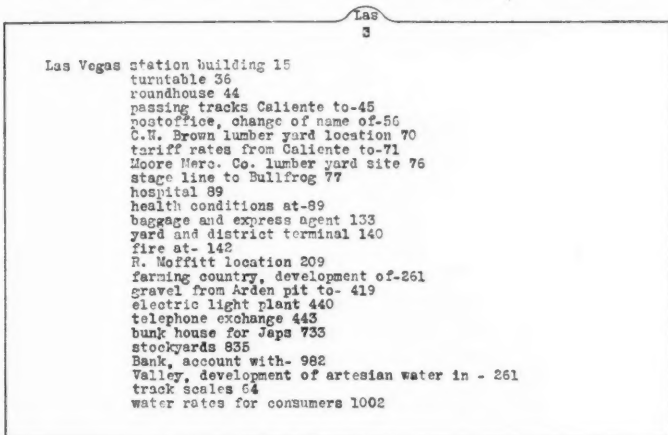 Las
3
Las Vegas station building 15
turntable 36
roundhouse 44
passing tracks Caliente to-45
postoffice, change of name of-56
C.W. Brown lumber yard location 70
tariff rates from Caliente to-71
Moore Merc. Co. lumber yard site 76
stage line to Bullfrog 77
hospital 89
health conditions at-89
baggage and express agent 133
yard and district terminal 140
fire at- 142
R. Moffitt location 209
farming country, development of-261
gravel from Arden pit to- 419
electric light plant 440
telephone exchange 443
bunk house for Japs 733
stockyards 835
Bank, account with- 982
Valley, development of artesian water in - 261
track scales 64
water rates for consumers 1002